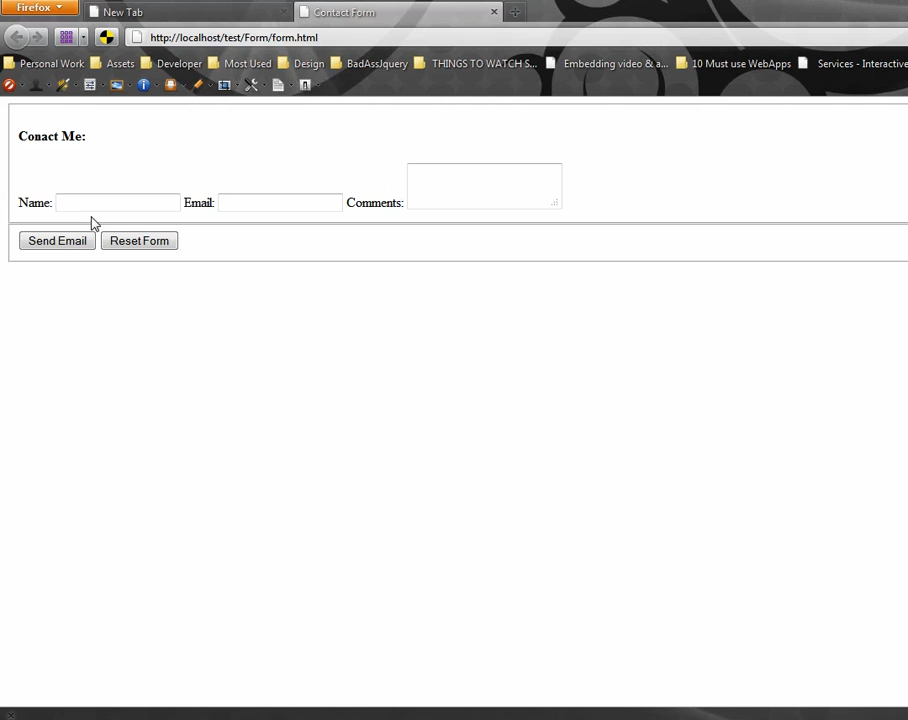 Firefox
New Tab
Contact Form
http://localhost/test/Form/form.html
Personal Work Assets Developer Most Used Design BadAssJquery THINGS TO WATCH S... Embedding video & a... 10 Must use WebApps Services - Interactive
Conact Me:
Name: Email: Comments:
Send Email Reset Form